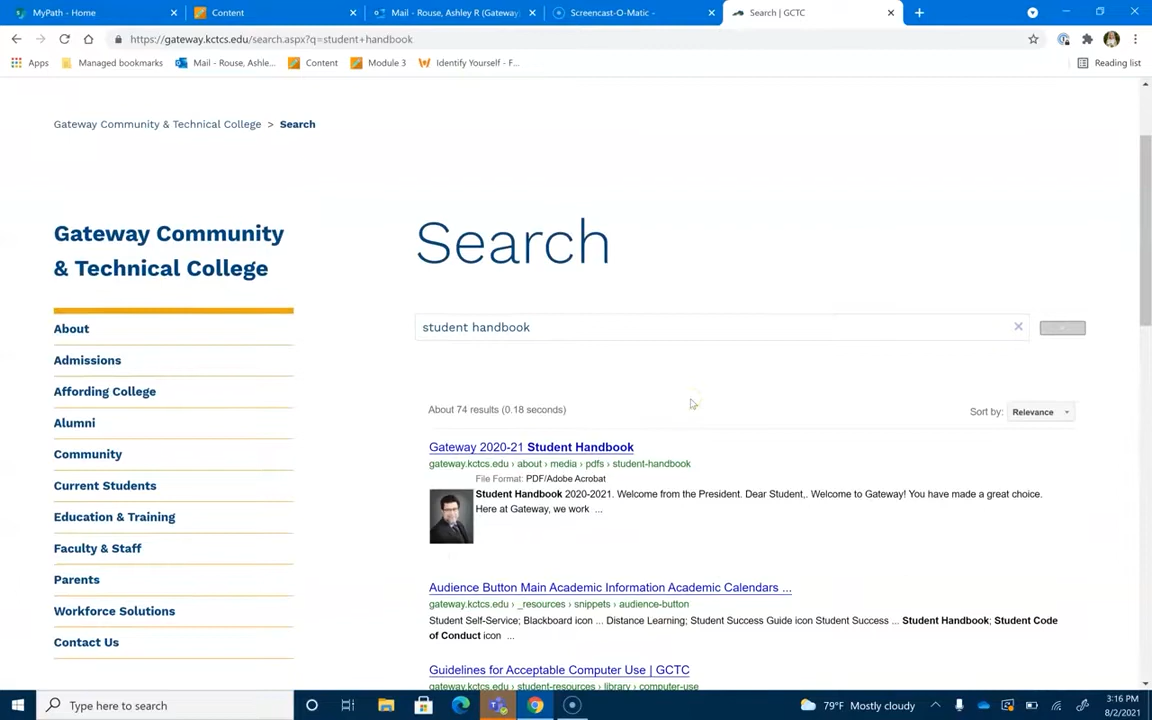 MyPath - Home
Content
Mail - Rouse, Ashley R (Gateway
Screencast-O-Matic -
Search | GCTC
https://gateway.kctcs.edu/search.aspx?q=student+handbook
Apps
Managed bookmarks
Mail - Rouse, Ashle...
Content
Module 3
Identify Yourself - F...
Reading list
Gateway Community & Technical College > Search
Gateway Community
& Technical College
About
Admissions
Affording College
Alumni
Community
Current Students
Education & Training
Faculty & Staff
Parents
Workforce Solutions
Contact Us
Search
student handbook
About 74 results (0.18 seconds)
Sort by: Relevance
Gateway 2020-21 Student Handbook
gateway.kctcs.edu › about › media › pdfs › student-handbook
File Format: PDF/Adobe Acrobat
Student Handbook 2020-2021. Welcome from the President. Dear Student,. Welcome to Gateway! You have made a great choice.
Here at Gateway, we work ...
Audience Button Main Academic Information Academic Calendars ...
gateway.kctcs.edu › _resources › snippets › audience-button
Student Self-Service; Blackboard icon ... Distance Learning; Student Success Guide icon Student Success ... Student Handbook; Student Code
of Conduct icon ...
Guidelines for Acceptable Computer Use | GCTC
gateway.kctcs.edu › student-resources › library › computer-use
Type here to search
79°F Mostly cloudy
3:16 PM
8/2/2021